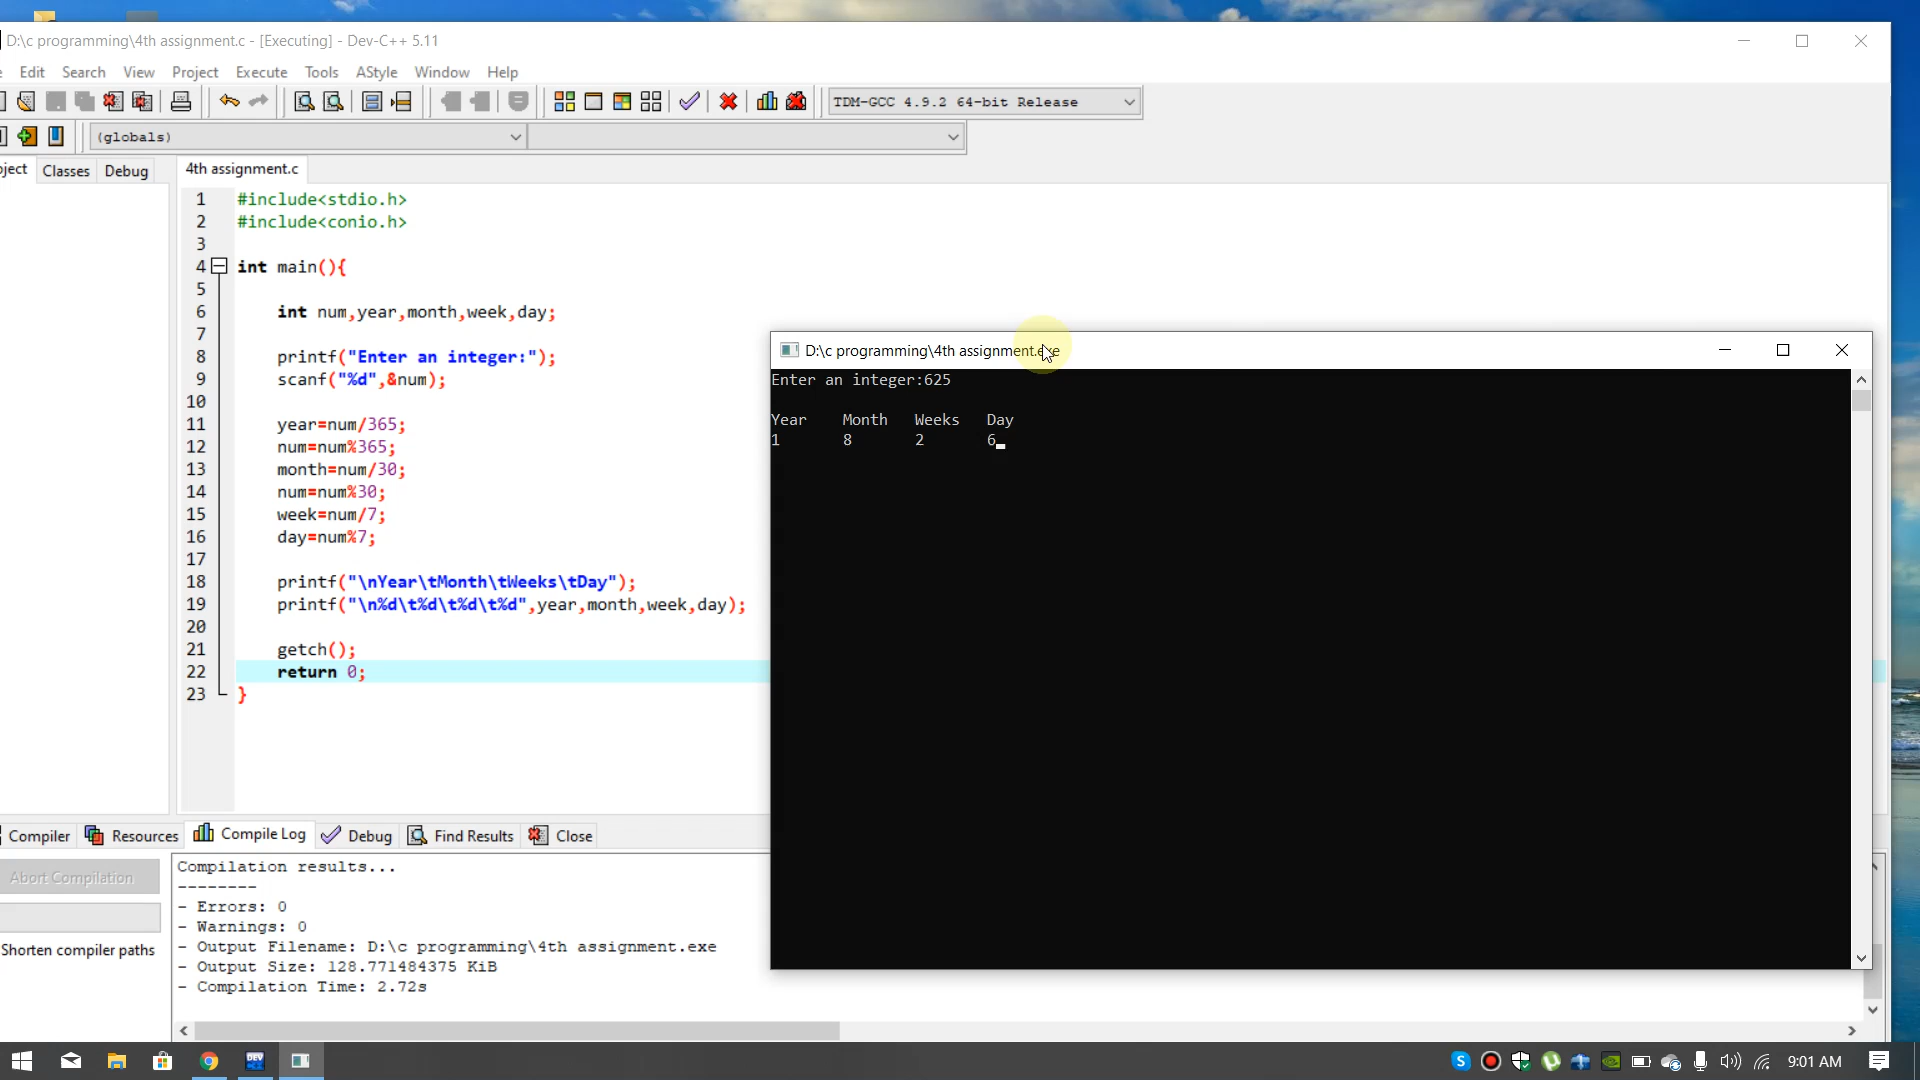 D:\c programming\4th assignment.c - [Executing] - Dev-C++ 5.11
Edit Search View Project Execute Tools AStyle Window Help
TDM-GCC 4.9.2 64-bit Release
(globals)
ject Classes Debug
4th assignment.c
1 #include<stdio.h>
2 #include<conio.h>
3
4 int main(){
5
6 int num,year,month,week,day;
7
8 printf("Enter an integer:");
9 scanf("%d",&num);
10
11 year=num/365;
12 num=num%365;
13 month=num/30;
14 num=num%30;
15 week=num/7;
16 day=num%7;
17
18 printf("\nYear\tMonth\tWeeks\tDay");
19 printf("\n%d\t%d\t%d\t%d",year,month,week,day);
20
21 getch();
22 return 0;
23 }
D:\c programming\4th assignment.exe
Enter an integer:625
Year Month Weeks Day
1 8 2 6
Compiler Resources Compile Log Debug Find Results Close
Abort Compilation
Shorten compiler paths
Compilation results...
--------
- Errors: 0
- Warnings: 0
- Output Filename: D:\c programming\4th assignment.exe
- Output Size: 128.771484375 KiB
- Compilation Time: 2.72s
DEV
9:01 AM